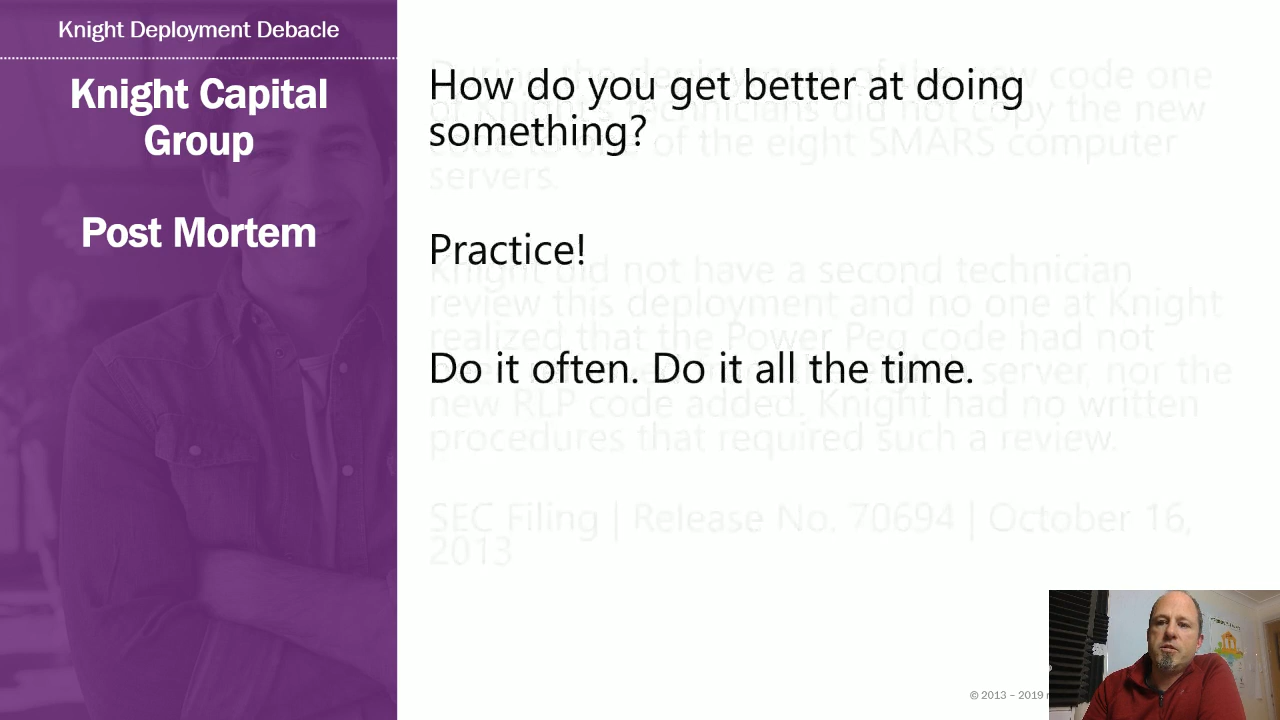 Knight Deployment Debacle
Knight Capital
Group
Post Mortem
How do you get better at doing
something?
Practice!
Do it often. Do it all the time.
During the deployment of the new code one
of Knight's technicians did not copy the new
code to one of the eight SMARS computer
servers.
Knight did not have a second technician
review this deployment and no one at Knight
realized that the Power Peg code had not
server, nor the
new RLP code added. Knight had no written
procedures that required such a review.
SEC Filing | Release No. 70694 | October 16,
2013
© 2013 – 2019